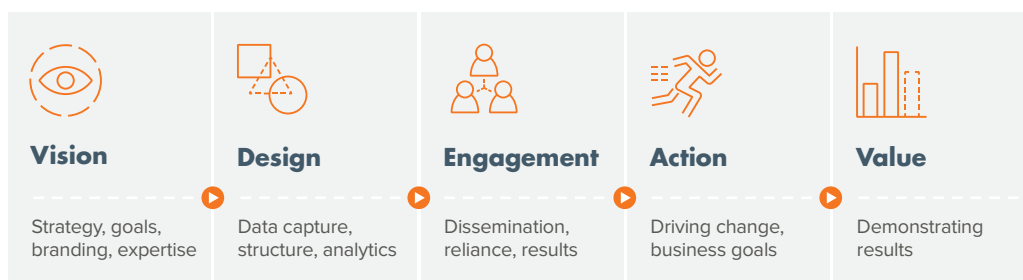 Vision
Strategy, goals,
branding, expertise
Design
Data capture,
structure, analytics
Engagement
Dissemination,
reliance, results
Action
Driving change,
business goals
Value
Demonstrating
results